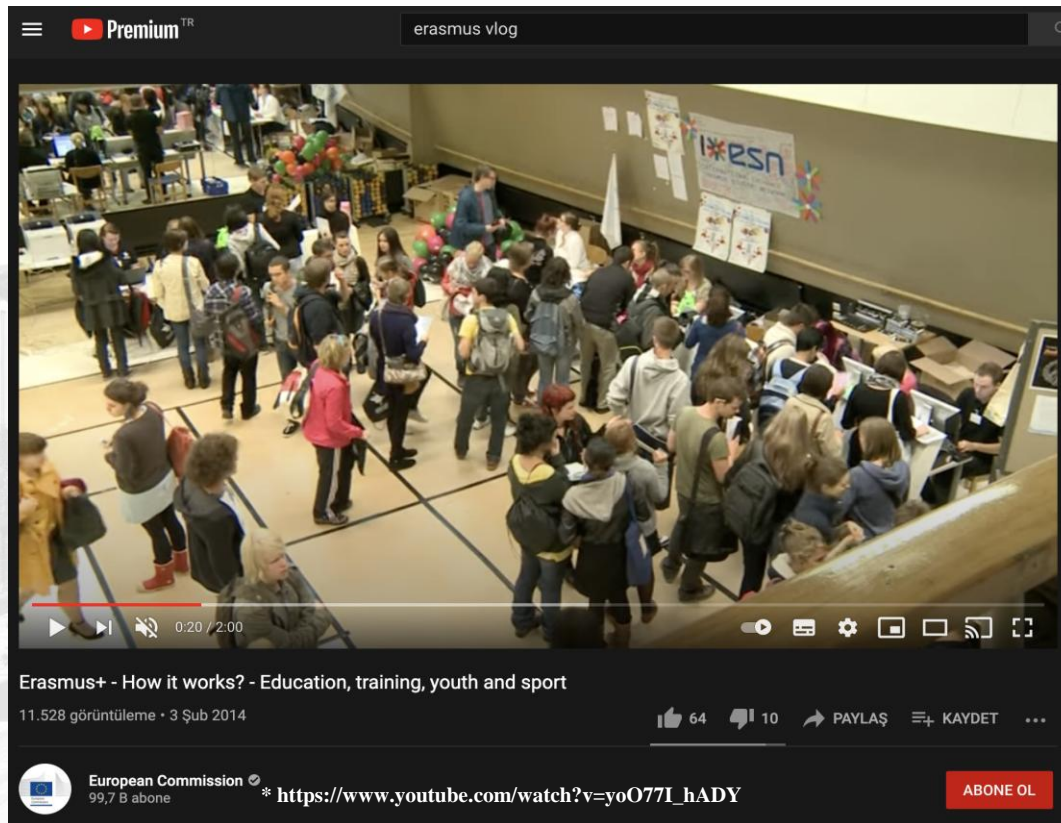 Premium TR
erasmus vlog
esn
0:20 / 2:00
Erasmus+ - How it works? - Education, training, youth and sport
11.528 görüntüleme • 3 Şub 2014
64 10 PAYLAŞ KAYDET
European Commission
99,7 B abone
* https://www.youtube.com/watch?v=yoO77I_hADY
ABONE OL